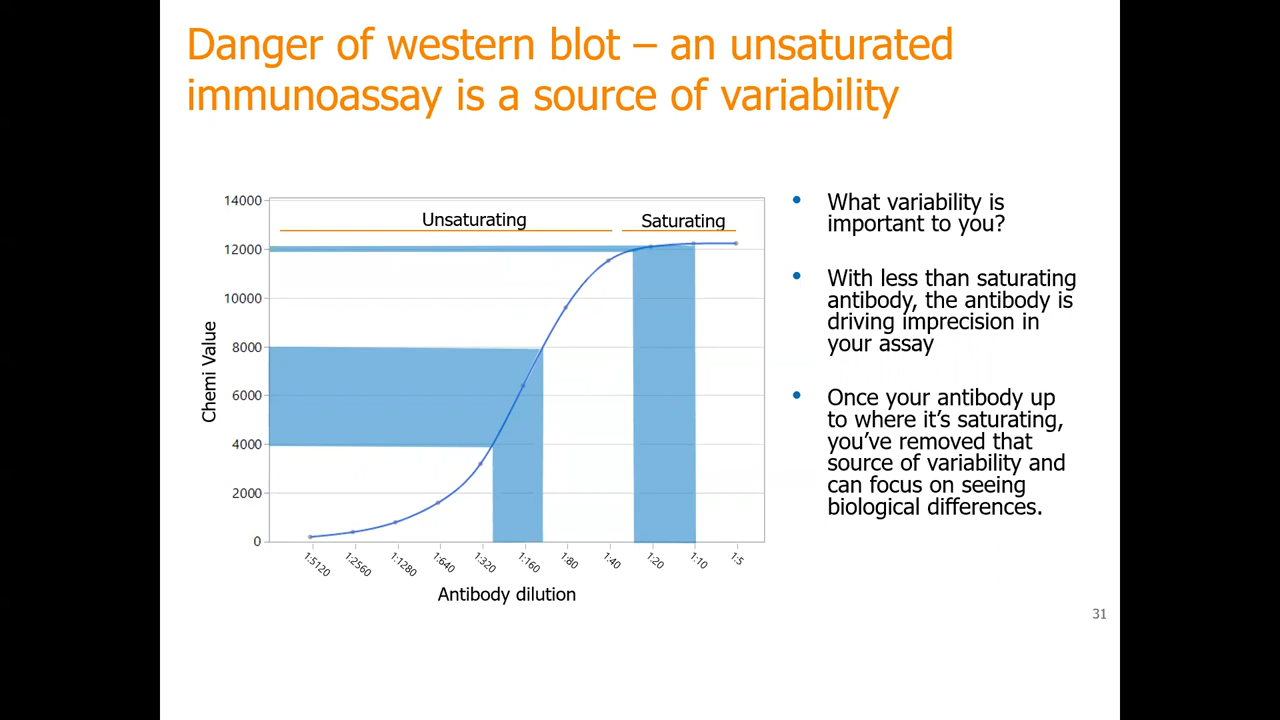 Danger of western blot – an unsaturated
immunoassay is a source of variability
14000
12000
10000
8000
6000
4000
2000
0
Chemi Value
Unsaturating
Saturating
1:5120
1:2560
1:1280
1:640
1:320
1:160
1:80
1:40
1:20
1:10
1:5
Antibody dilution
• What variability is
important to you?
• With less than saturating
antibody, the antibody is
driving imprecision in
your assay
• Once your antibody up
to where it's saturating,
you've removed that
source of variability and
can focus on seeing
biological differences.
31